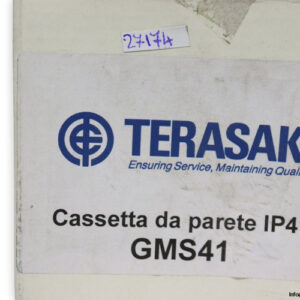 27174
TERASAK
Ensuring Service, Maintaining Qual
Cassetta da parete IP4
GMS41